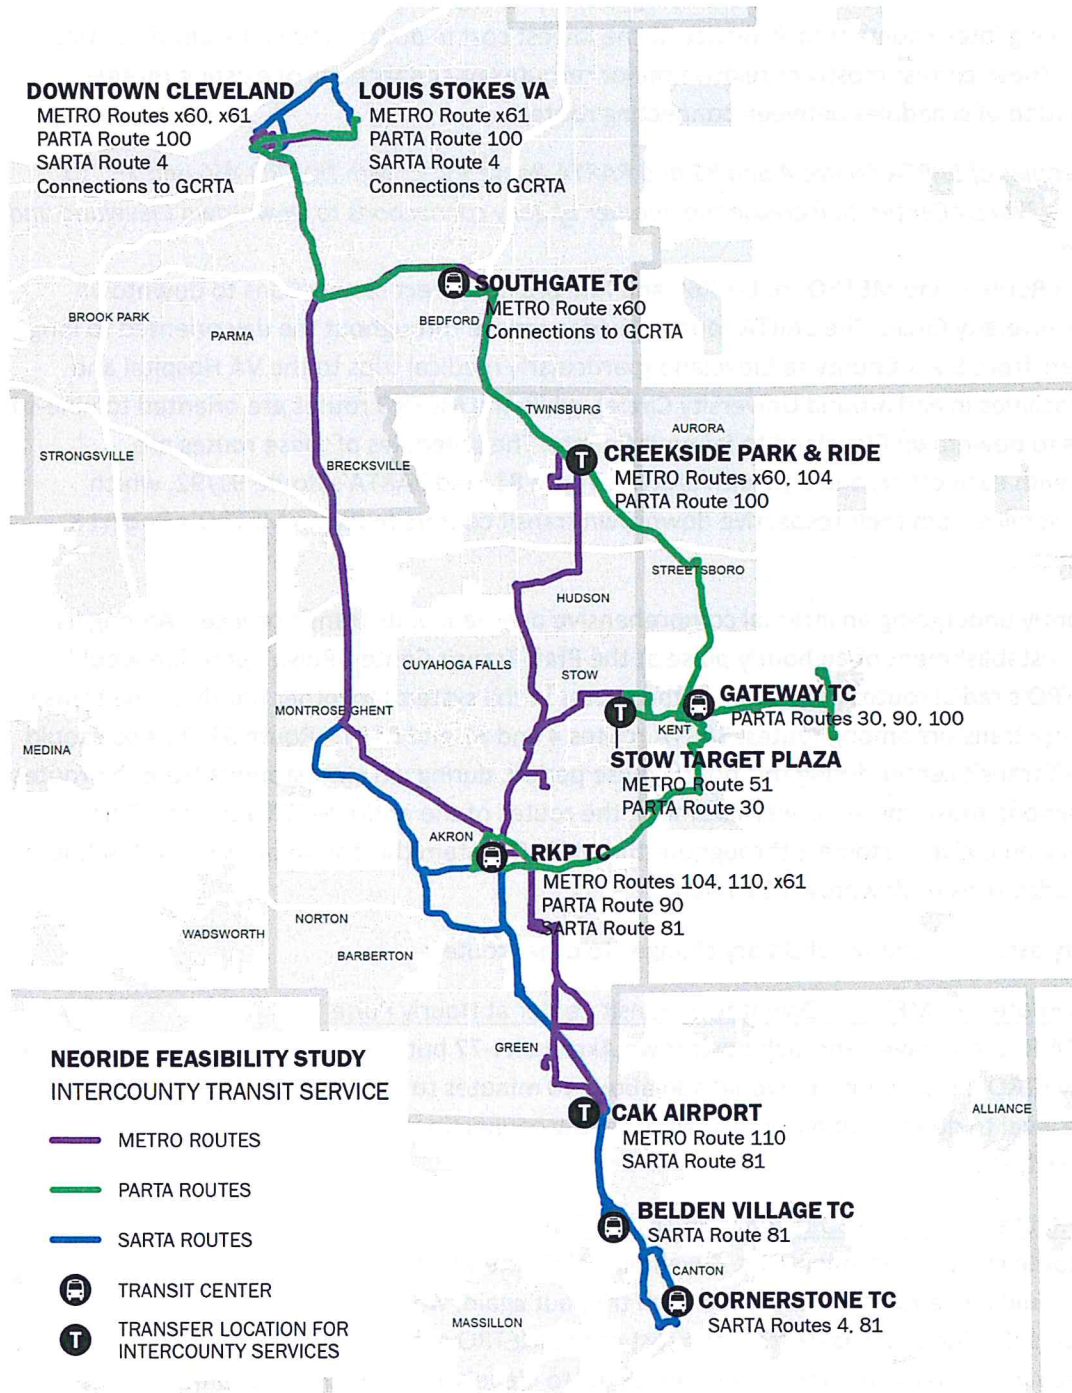 DOWNTOWN CLEVELAND
METRO Routes x60, x61
PARTA Route 100
SARTA Route 4
Connections to GCRTA
LOUIS STOKES VA
METRO Route x61
PARTA Route 100
SARTA Route 4
Connections to GCRTA
SOUTHGATE TC
METRO Route x60
Connections to GCRTA
BROOK PARK
PARMA
BEDFORD
TWINSBURG
AURORA
STRONGSVILLE
BRECKSVILLE
CREEKSIDE PARK & RIDE
METRO Routes x60, 104
PARTA Route 100
STREETSBORO
HUDSON
CUYAHOGA FALLS
STOW
MONTROSE-GHENT
MEDINA
GATEWAY TC
PARTA Routes 30, 90, 100
KENT
STOW TARGET PLAZA
METRO Route 51
PARTA Route 30
AKRON
RKP TC
METRO Routes 104, 110, x61
PARTA Route 90
SARTA Route 81
NORTON
WADSWORTH
BARBERTON
GREEN
CAK AIRPORT
METRO Route 110
SARTA Route 81
ALLIANCE
BELDEN VILLAGE TC
SARTA Route 81
CANTON
CORNERSTONE TC
SARTA Routes 4, 81
MASSILLON
NEORIDE FEASIBILITY STUDY
INTERCOUNTY TRANSIT SERVICE
METRO ROUTES
PARTA ROUTES
SARTA ROUTES
TRANSIT CENTER
T TRANSFER LOCATION FOR
INTERCOUNTY SERVICES